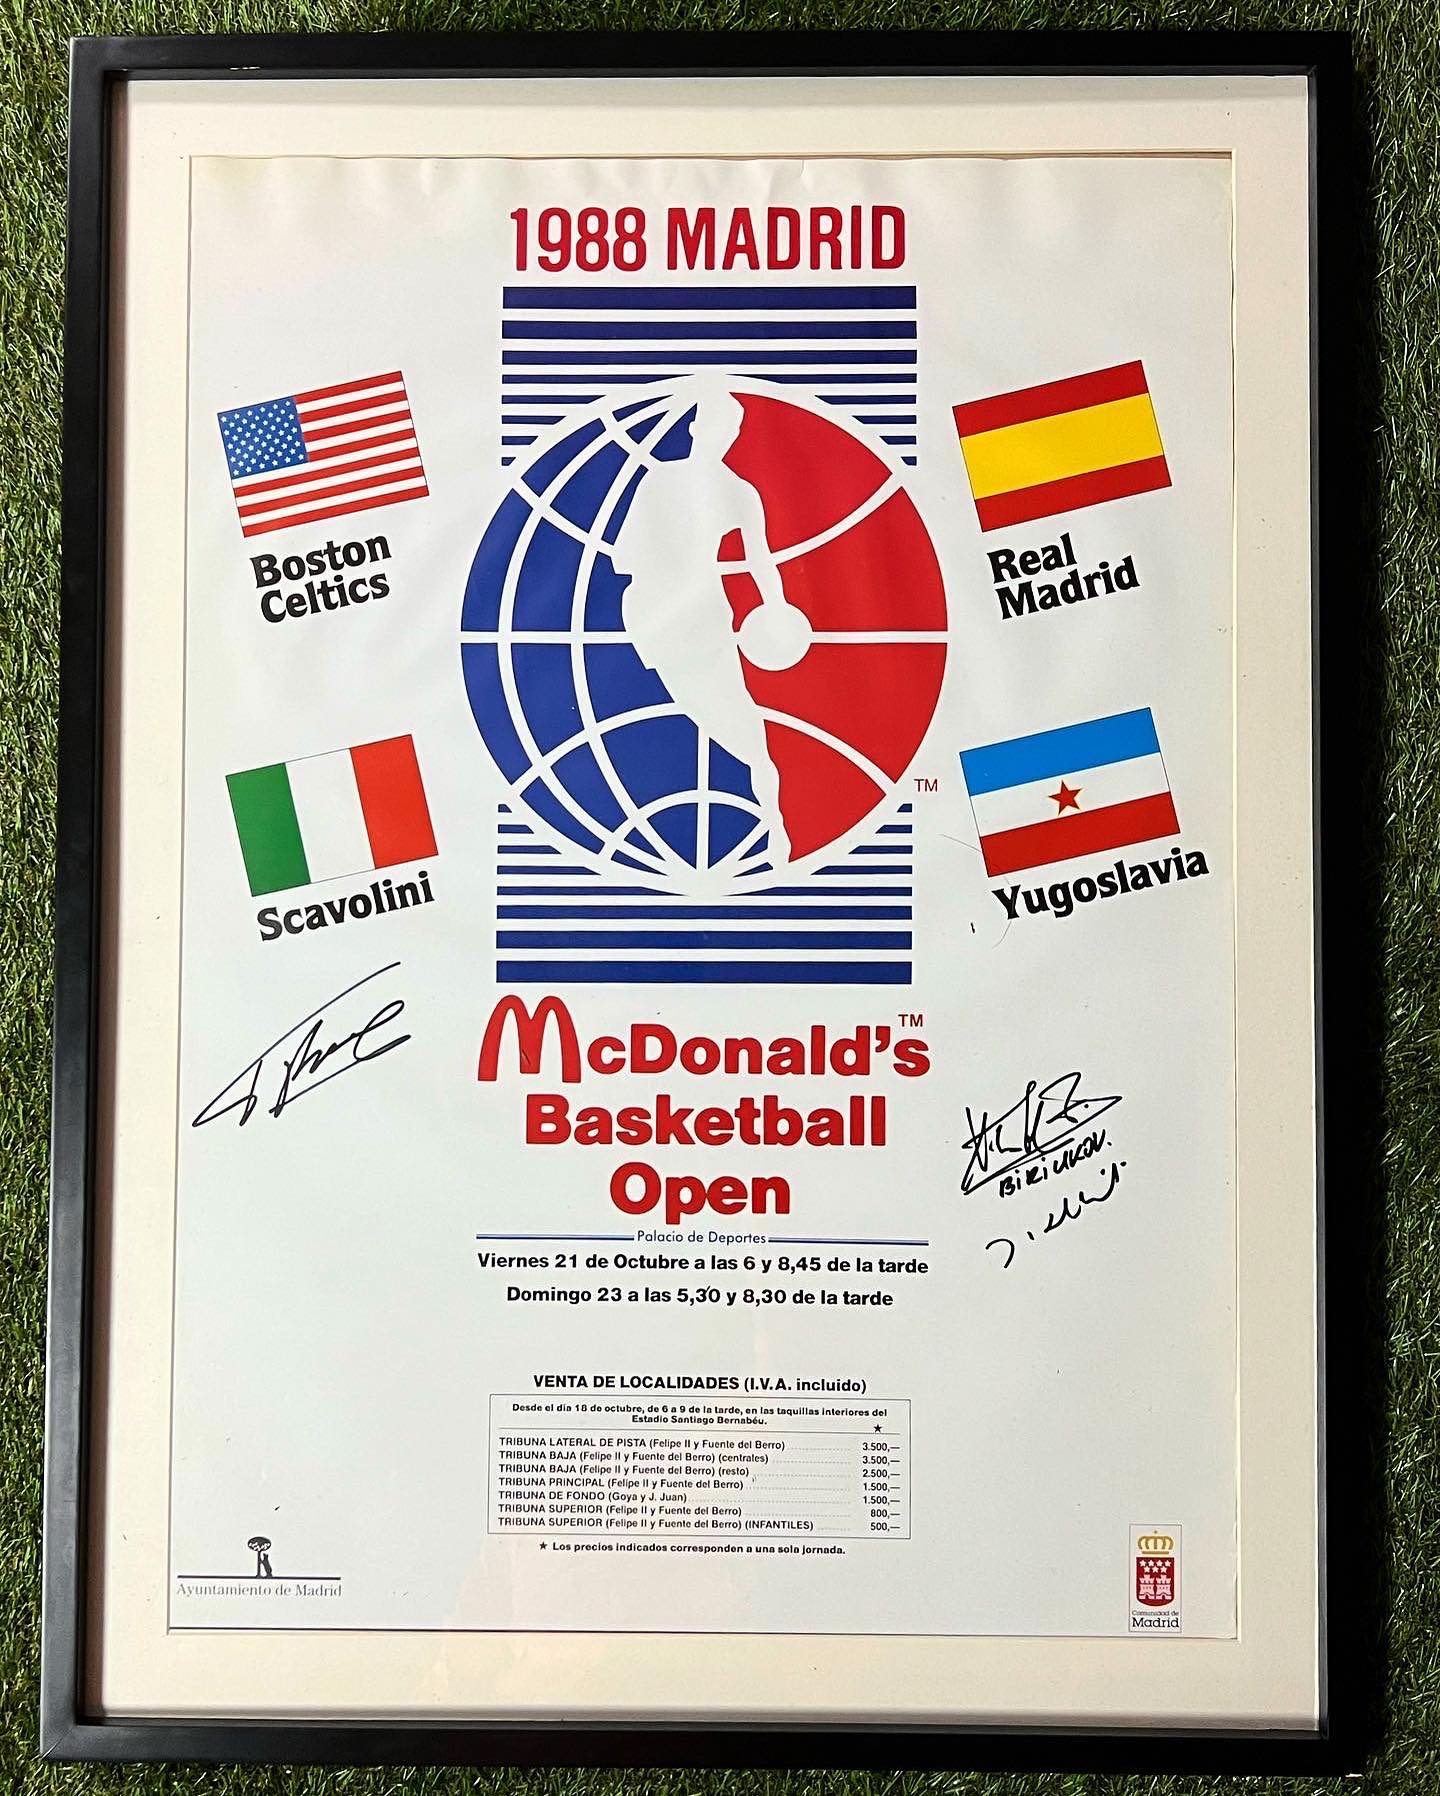 1988 MADRID
Boston
Celtics
Real
Madrid
Scavolini
Yugoslavia
TM
McDonald's™
Basketball
Open
Palacio de Deportes
Viernes 21 de Octubre a las 6 y 8,45 de la tarde
Domingo 23 a las 5,30 y 8,30 de la tarde
BIRIUKOV.
VENTA DE LOCALIDADES (I.V.A. incluido)
Desde el día 18 de octubre, de 6 a 9 de la tarde, en las taquillas interiores del
Estadio Santiago Bernabéu.
★
TRIBUNA LATERAL DE PISTA (Felipe II y Fuente del Berro) 3.500,—
TRIBUNA BAJA (Felipe II y Fuente del Berro) (centrales) 3.500,—
TRIBUNA BAJA (Felipe II y Fuente del Berro) (resto) 2.500,—
TRIBUNA PRINCIPAL (Felipe II y Fuente del Berro) 1.500,—
TRIBUNA DE FONDO (Goya y J. Juan) 1.500,—
TRIBUNA SUPERIOR (Felipe II y Fuente del Berro) 800,—
TRIBUNA SUPERIOR (Felipe II y Fuente del Berro) (INFANTILES) 500,—
★ Los precios indicados corresponden a una sola jornada.
Ayuntamiento de Madrid
Comunidad de
Madrid